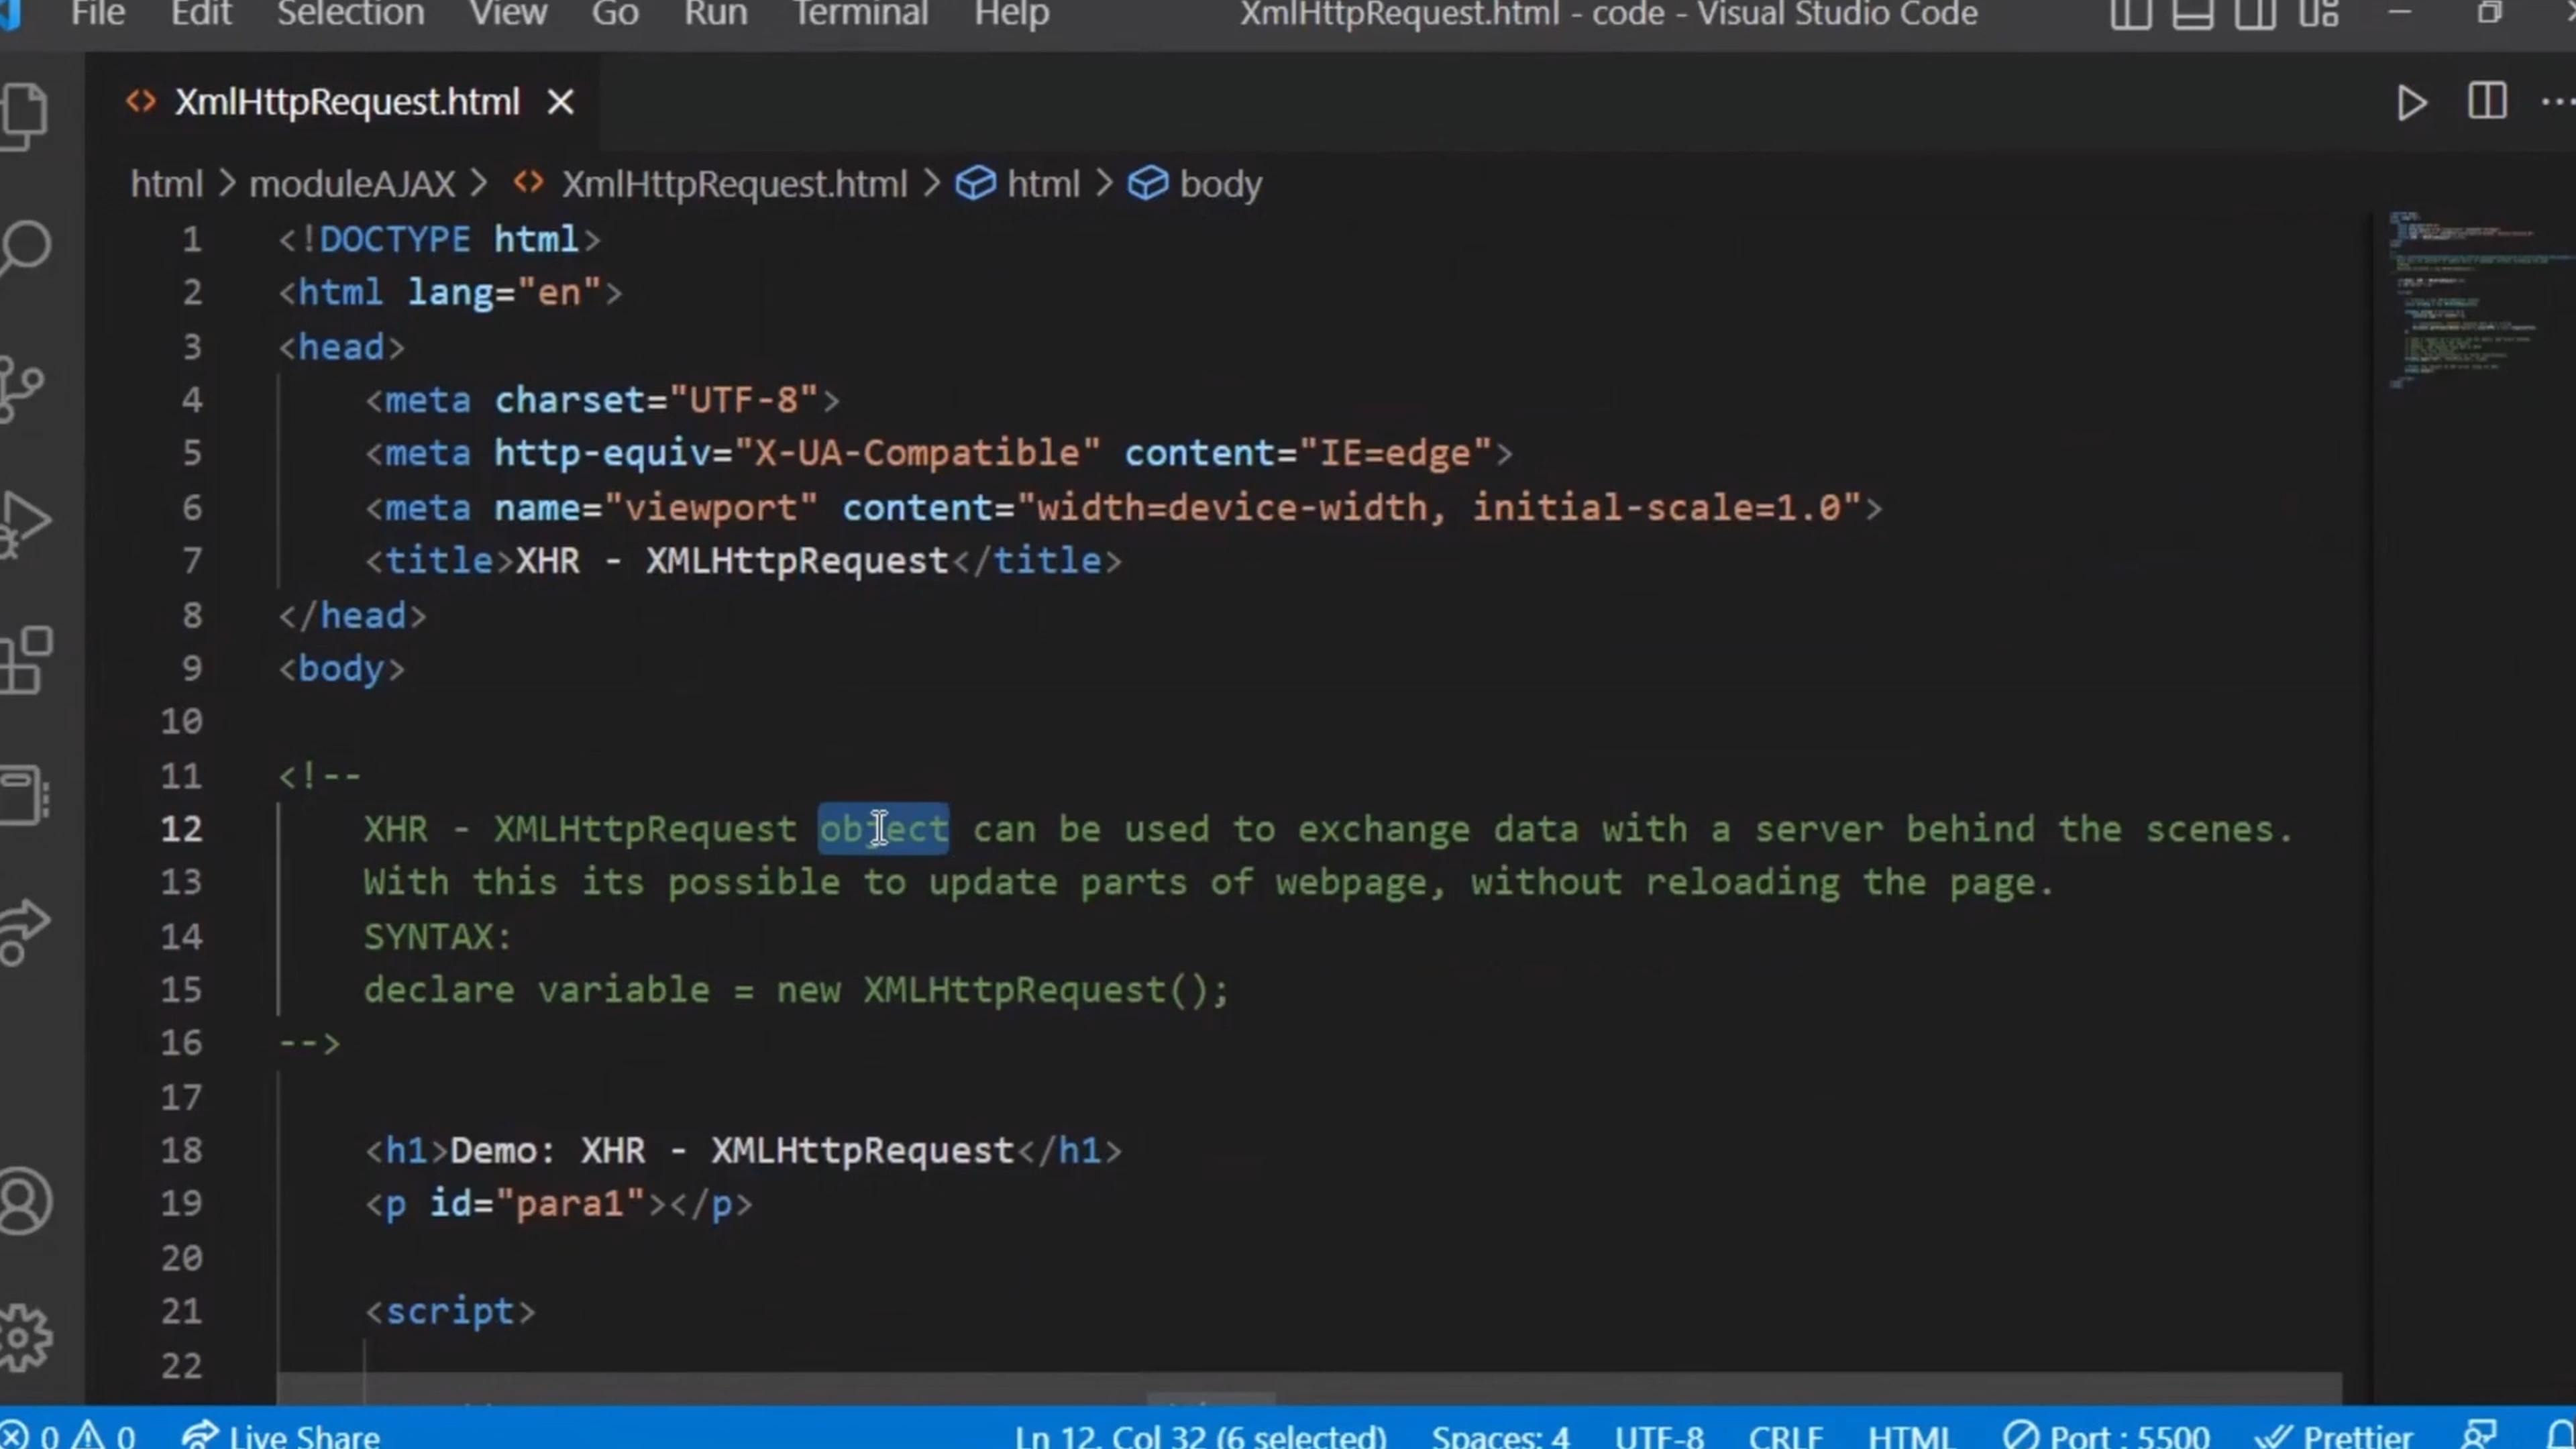 File Edit Selection View Go Run Terminal Help XmlHttpRequest.html - code - Visual Studio Code
XmlHttpRequest.html
html > moduleAJAX > XmlHttpRequest.html > html > body
1 <!DOCTYPE html>
2 <html lang="en">
3 <head>
4 <meta charset="UTF-8">
5 <meta http-equiv="X-UA-Compatible" content="IE=edge">
6 <meta name="viewport" content="width=device-width, initial-scale=1.0">
7 <title>XHR - XMLHttpRequest</title>
8 </head>
9 <body>
10
11 <!--
12 XHR - XMLHttpRequest object can be used to exchange data with a server behind the scenes.
13 With this its possible to update parts of webpage, without reloading the page.
14 SYNTAX:
15 declare variable = new XMLHttpRequest();
16 -->
17
18 <h1>Demo: XHR - XMLHttpRequest</h1>
19 <p id="para1"></p>
20
21 <script>
22
0 0 Live Share Ln 12, Col 32 (6 selected) Spaces: 4 UTF-8 CRLF HTML Port : 5500 Prettier